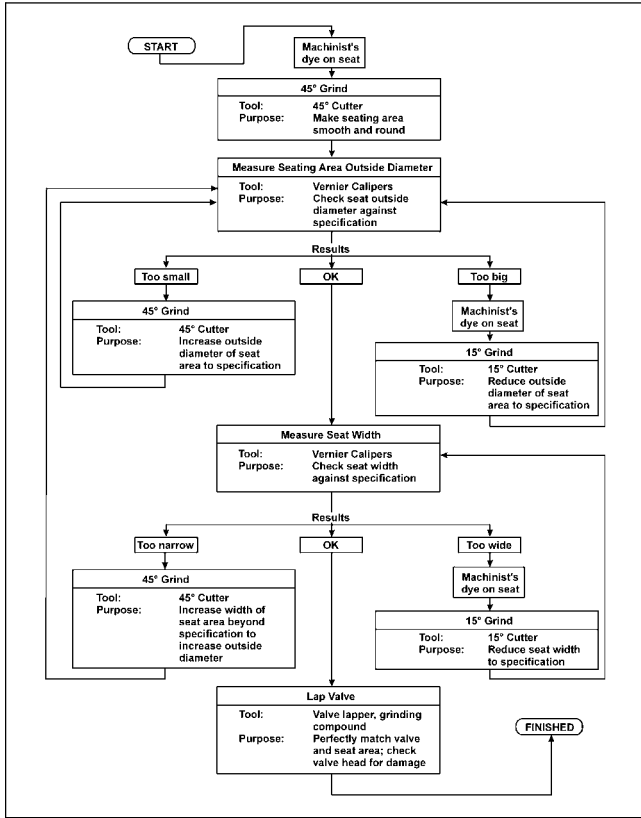 START
Machinist's
dye on seat
45° Grind
Tool: 45° Cutter
Purpose: Make seating area
smooth and round
Measure Seating Area Outside Diameter
Tool: Vernier Calipers
Purpose: Check seat outside
diameter against
specification
Results
Too small
OK
Too big
45° Grind
Tool: 45° Cutter
Purpose: Increase outside
diameter of seat
area to specification
Machinist's
dye on seat
15° Grind
Tool: 15° Cutter
Purpose: Reduce outside
diameter of seat
area to specification
Measure Seat Width
Tool: Vernier Calipers
Purpose: Check seat width
against specification
Results
Too narrow
OK
Too wide
45° Grind
Tool: 45° Cutter
Purpose: Increase width of
seat area beyond
specification to
increase outside
diameter
Machinist's
dye on seat
15° Grind
Tool: 15° Cutter
Purpose: Reduce seat width
to specification
Lap Valve
Tool: Valve lapper, grinding
compound
Purpose: Perfectly match valve
and seat area; check
valve head for damage
FINISHED